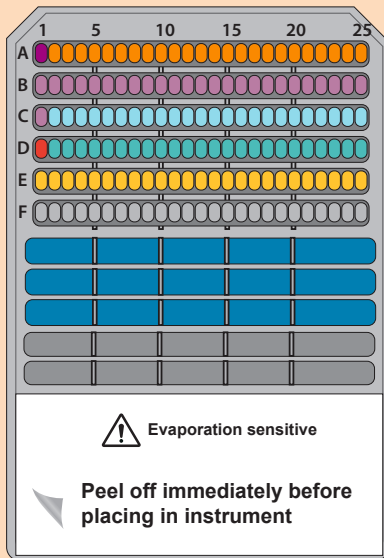 1 5 10 15 20 25
A
B
C
D
E
F
Evaporation sensitive
Peel off immediately before
placing in instrument